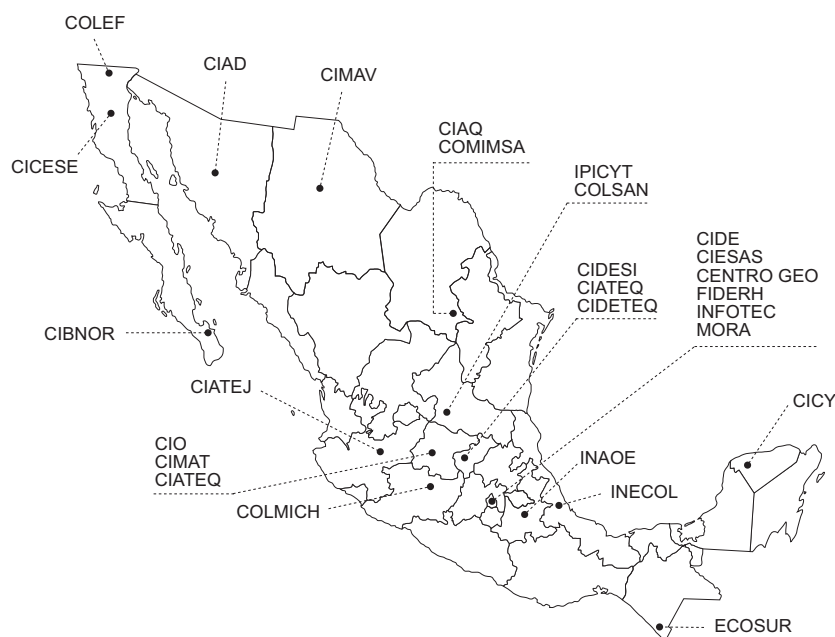 COLEF
CIAD
CIMAV
CIAQ
COMIMSA
CICESE
IPICYT
COLSAN
CIDE
CIESAS
CENTRO GEO
FIDERH
INFOTEC
MORA
CIDESI
CIATEQ
CIDETEQ
CIBNOR
CIATEJ
CICY
CIO
CIMAT
CIATEQ
INAOE
INECOL
COLMICH
ECOSUR